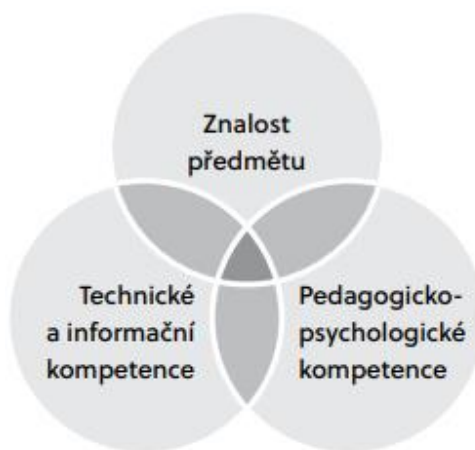 Znalost
předmětu
Technické
a informační
kompetence
Pedagogicko-
psychologické
kompetence